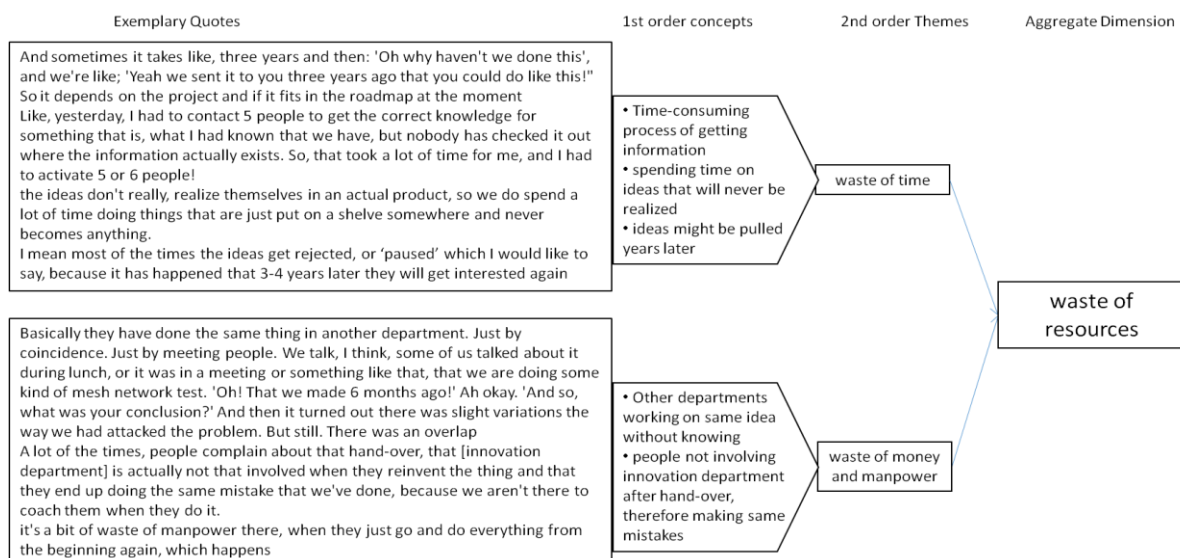 Exemplary Quotes
1st order concepts
2nd order Themes
Aggregate Dimension
And sometimes it takes like, three years and then: 'Oh why haven't we done this',
and we're like; 'Yeah we sent it to you three years ago that you could do like this!"
So it depends on the project and if it fits in the roadmap at the moment
Like, yesterday, I had to contact 5 people to get the correct knowledge for
something that is, what I had known that we have, but nobody has checked it out
where the information actually exists. So, that took a lot of time for me, and I had
to activate 5 or 6 people!
the ideas don't really, realize themselves in an actual product, so we do spend a
lot of time doing things that are just put on a shelve somewhere and never
becomes anything.
I mean most of the times the ideas get rejected, or ‘paused’ which I would like to
say, because it has happened that 3-4 years later they will get interested again
• Time-consuming
process of getting
information
• spending time on
ideas that will never be
realized
• ideas might be pulled
years later
waste of time
waste of
resources
Basically they have done the same thing in another department. Just by
coincidence. Just by meeting people. We talk, I think, some of us talked about it
during lunch, or it was in a meeting or something like that, that we are doing some
kind of mesh network test. 'Oh! That we made 6 months ago!' Ah okay. 'And so,
what was your conclusion?' And then it turned out there was slight variations the
way we had attacked the problem. But still. There was an overlap
A lot of the times, people complain about that hand-over, that [innovation
department] is actually not that involved when they reinvent the thing and that
they end up doing the same mistake that we've done, because we aren't there to
coach them when they do it.
it's a bit of waste of manpower there, when they just go and do everything from
the beginning again, which happens
• Other departments
working on same idea
without knowing
• people not involving
innovation department
after hand-over,
therefore making same
mistakes
waste of money
and manpower